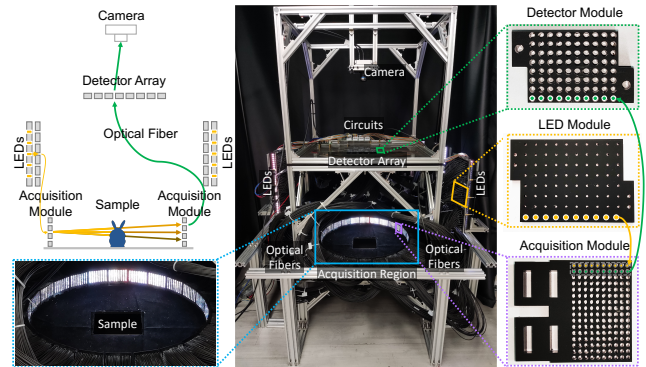 Camera
Detector Array
Optical Fiber
LEDs
LEDs
Acquisition
Module
Sample
Acquisition
Module
Sample
Camera
Circuits
Detector Array
LEDs
LEDs
Optical
Fibers
Optical
Fibers
Acquisition Region
Detector Module
LED Module
Acquisition Module